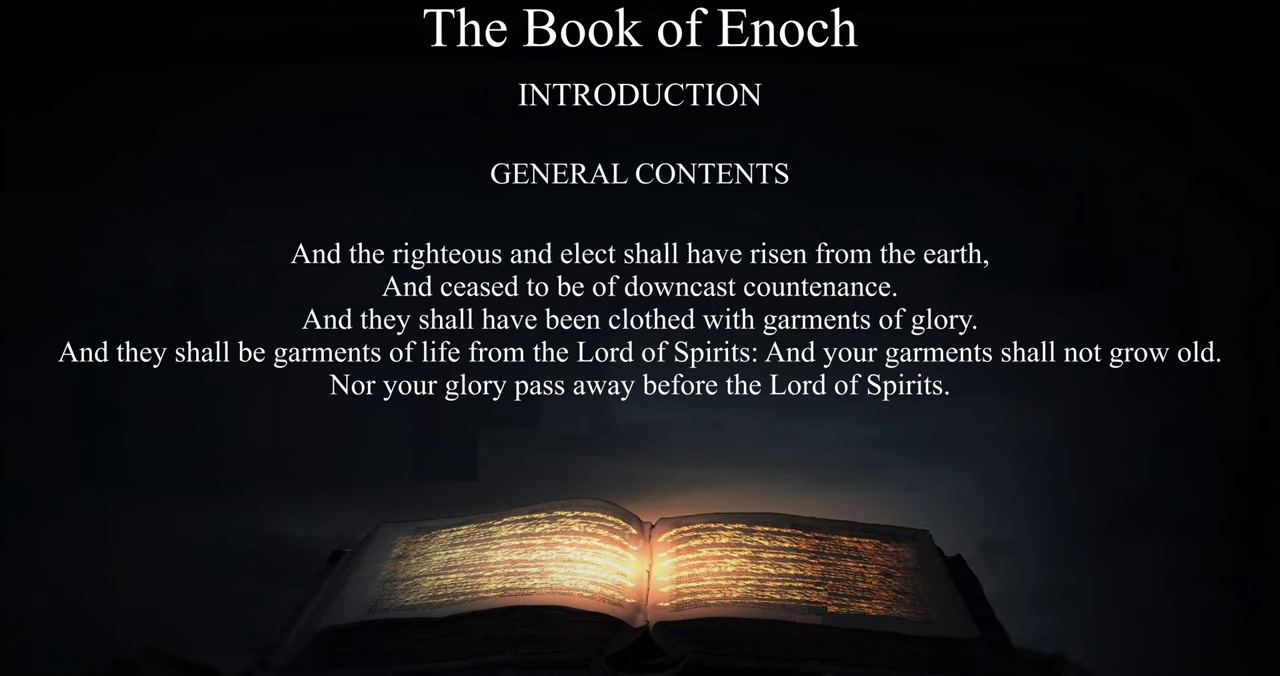 The Book of Enoch
INTRODUCTION
GENERAL CONTENTS
And the righteous and elect shall have risen from the earth,
And ceased to be of downcast countenance.
And they shall have been clothed with garments of glory.
And they shall be garments of life from the Lord of Spirits: And your garments shall not grow old.
Nor your glory pass away before the Lord of Spirits.